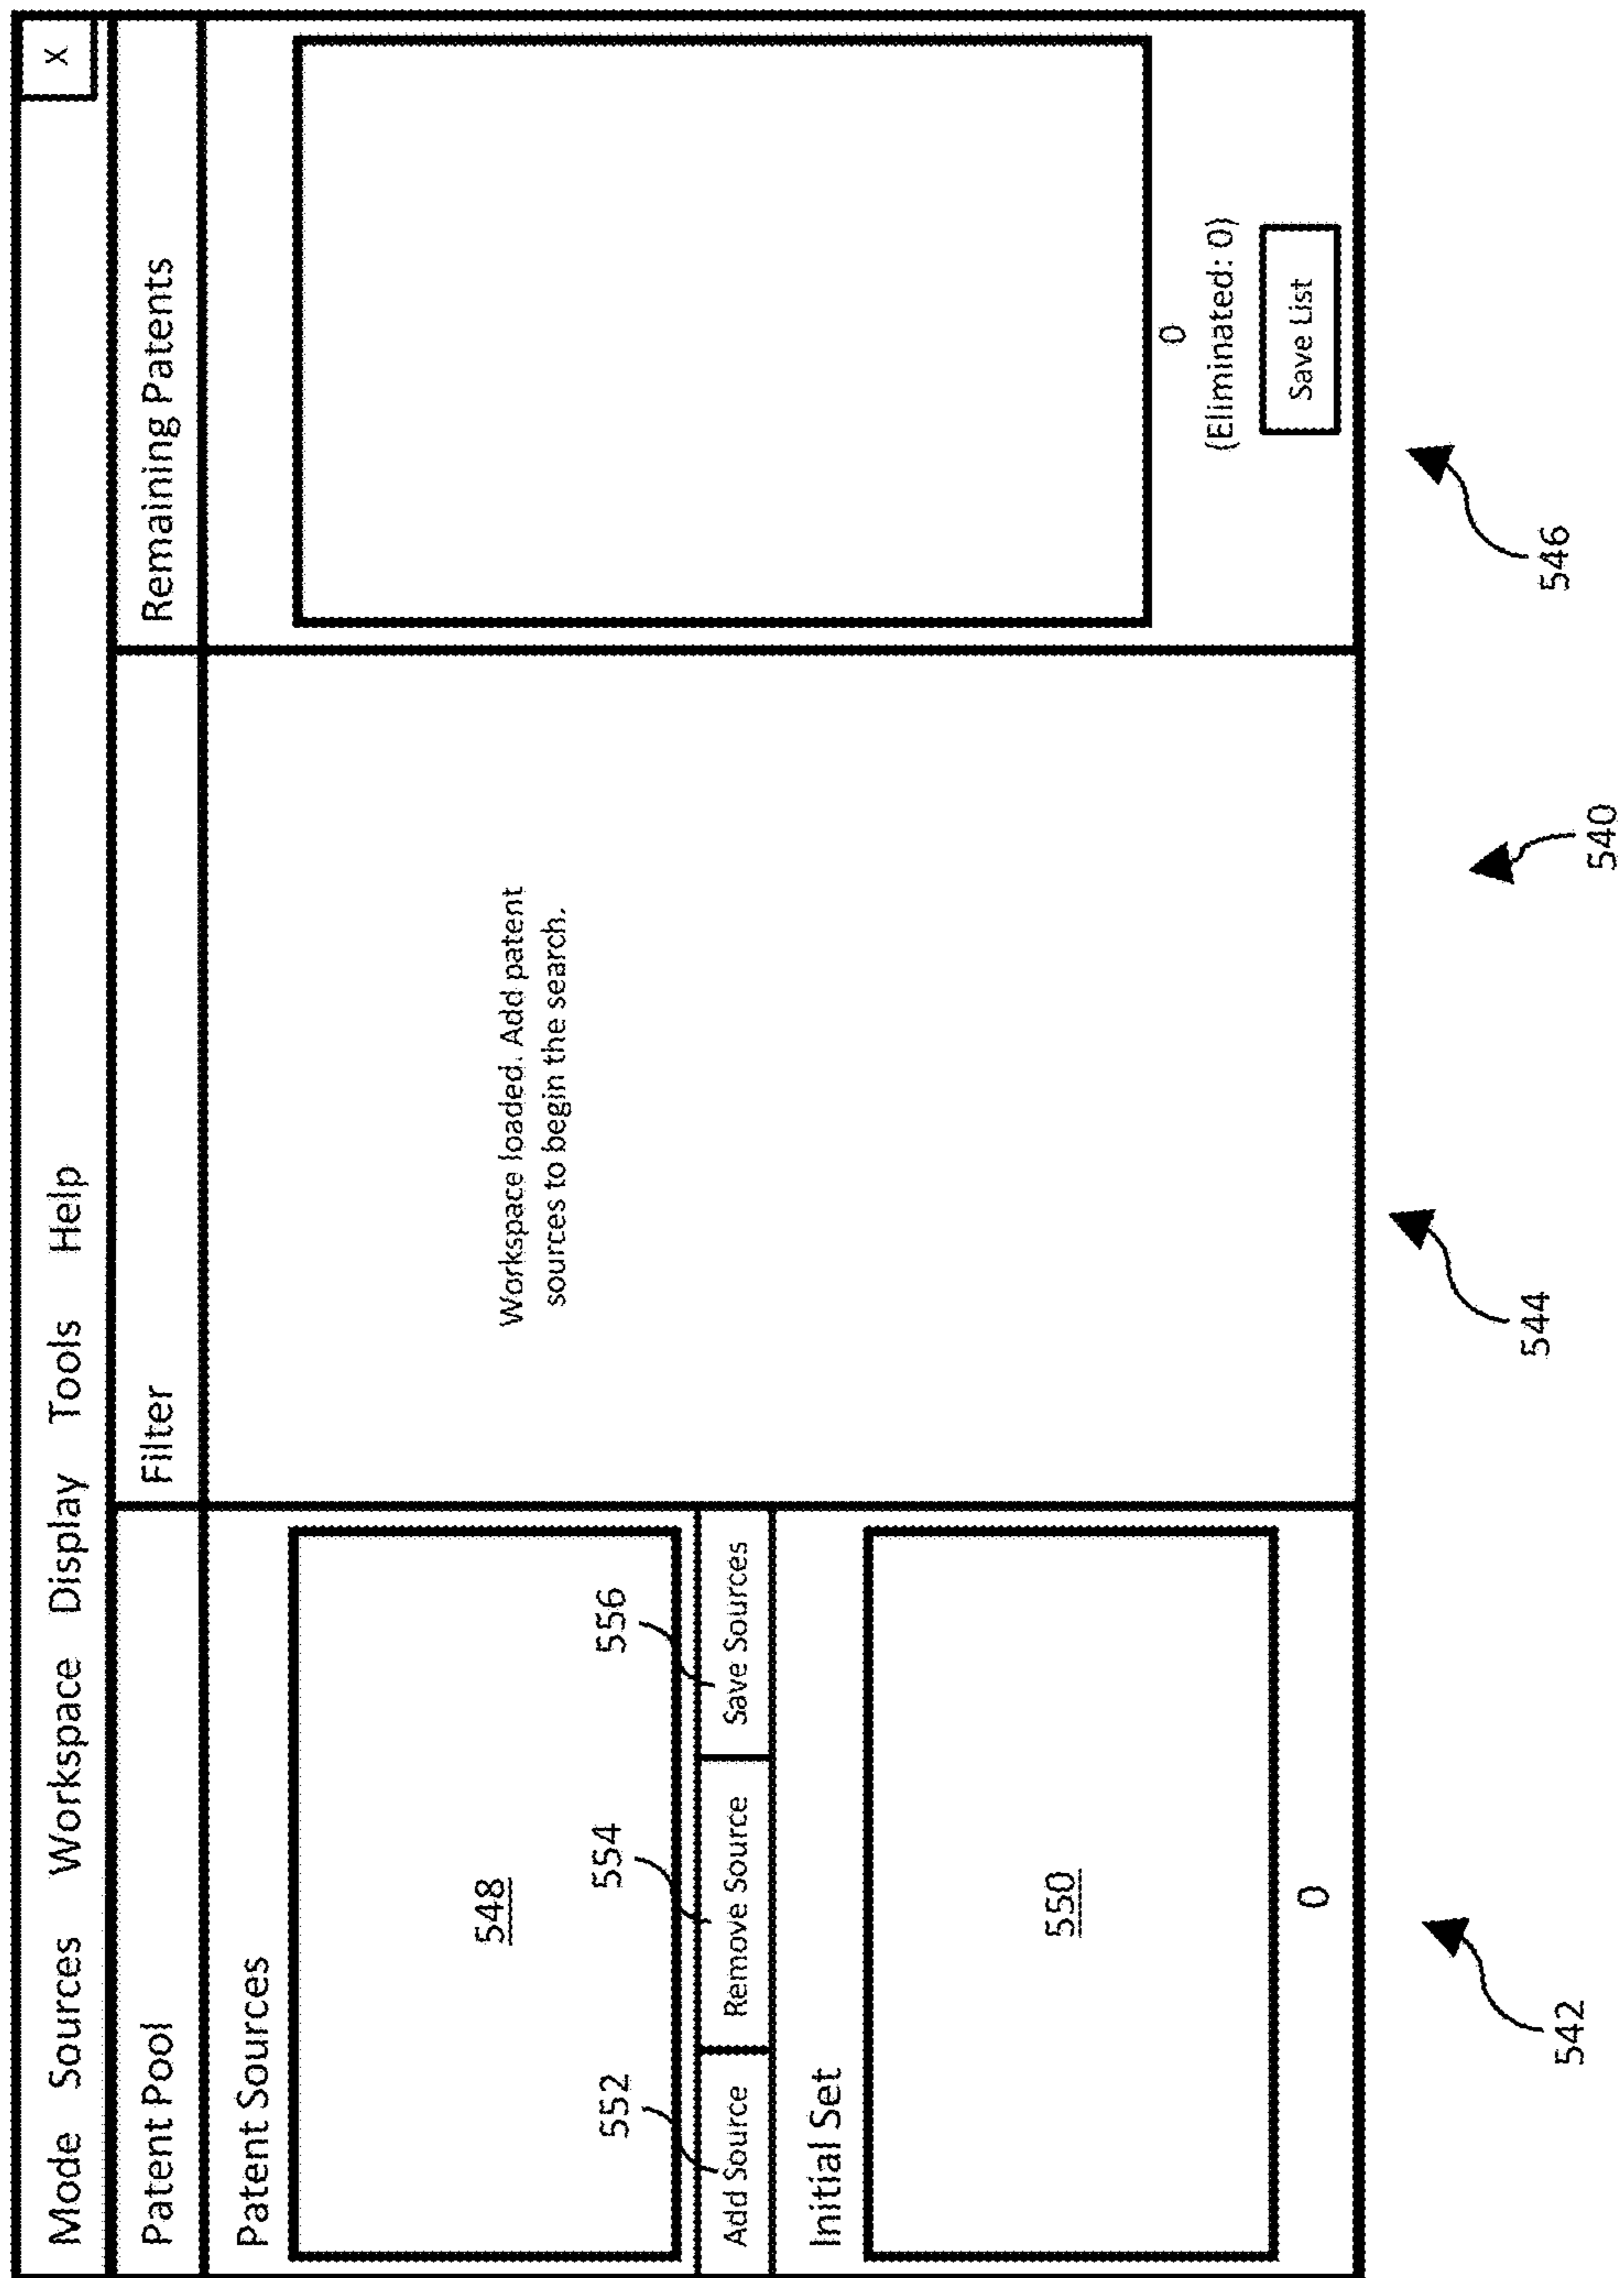 Mode Sources Workspace Display Tools Help
X
Patent Pool
Filter
Remaining Patents
Patent Sources
548
552
554
556
Add Source
Remove Source
Save Sources
Initial Set
550
0
Workspace loaded. Add patent
sources to begin the search.
0
(Eliminated: 0)
Save List
542
544
540
546